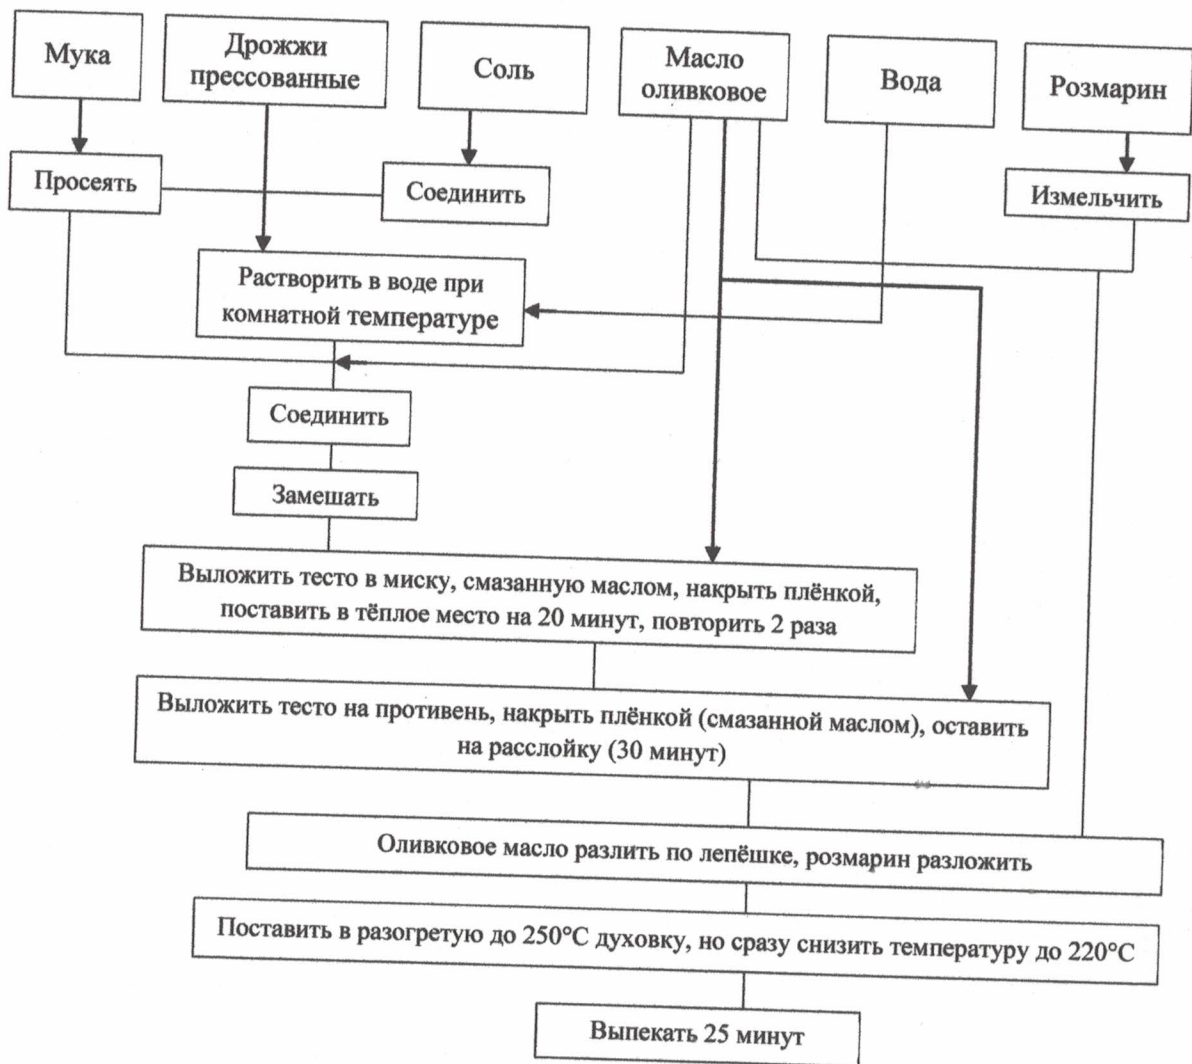 Мука
Дрожжи
прессованные
Соль
Масло
оливковое
Вода
Розмарин
Просеять
Соединить
Измельчить
Растворить в воде при
комнатной температуре
Соединить
Замешать
Выложить тесто в миску, смазанную маслом, накрыть плёнкой,
поставить в тёплое место на 20 минут, повторить 2 раза
Выложить тесто на противень, накрыть плёнкой (смазанной маслом), оставить
на расслойку (30 минут)
Оливковое масло разлить по лепёшке, розмарин разложить
Поставить в разогретую до 250°С духовку, но сразу снизить температуру до 220°С
Выпекать 25 минут